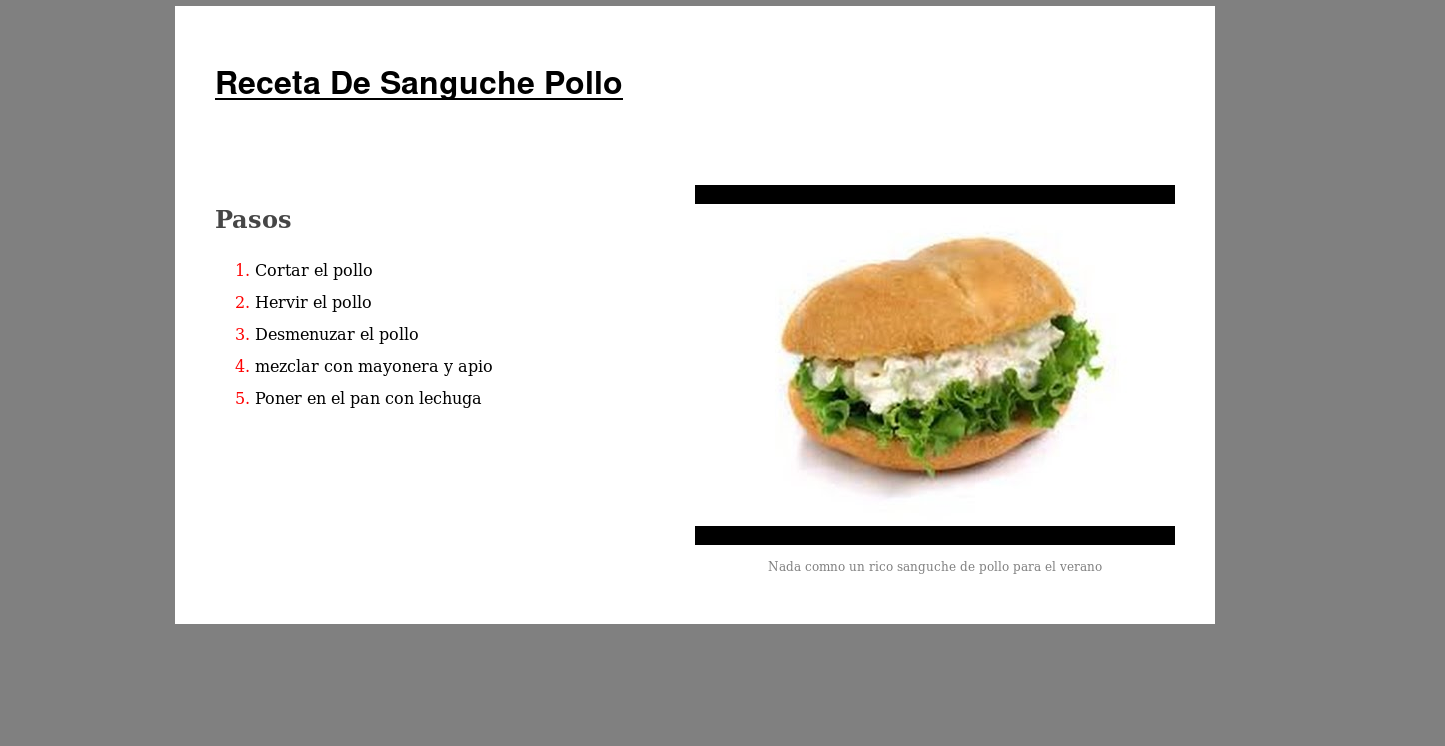 Receta De Sanguche Pollo
Pasos
1. Cortar el pollo
2. Hervir el pollo
3. Desmenuzar el pollo
4. mezclar con mayonera y apio
5. Poner en el pan con lechuga
Nada comno un rico sanguche de pollo para el verano